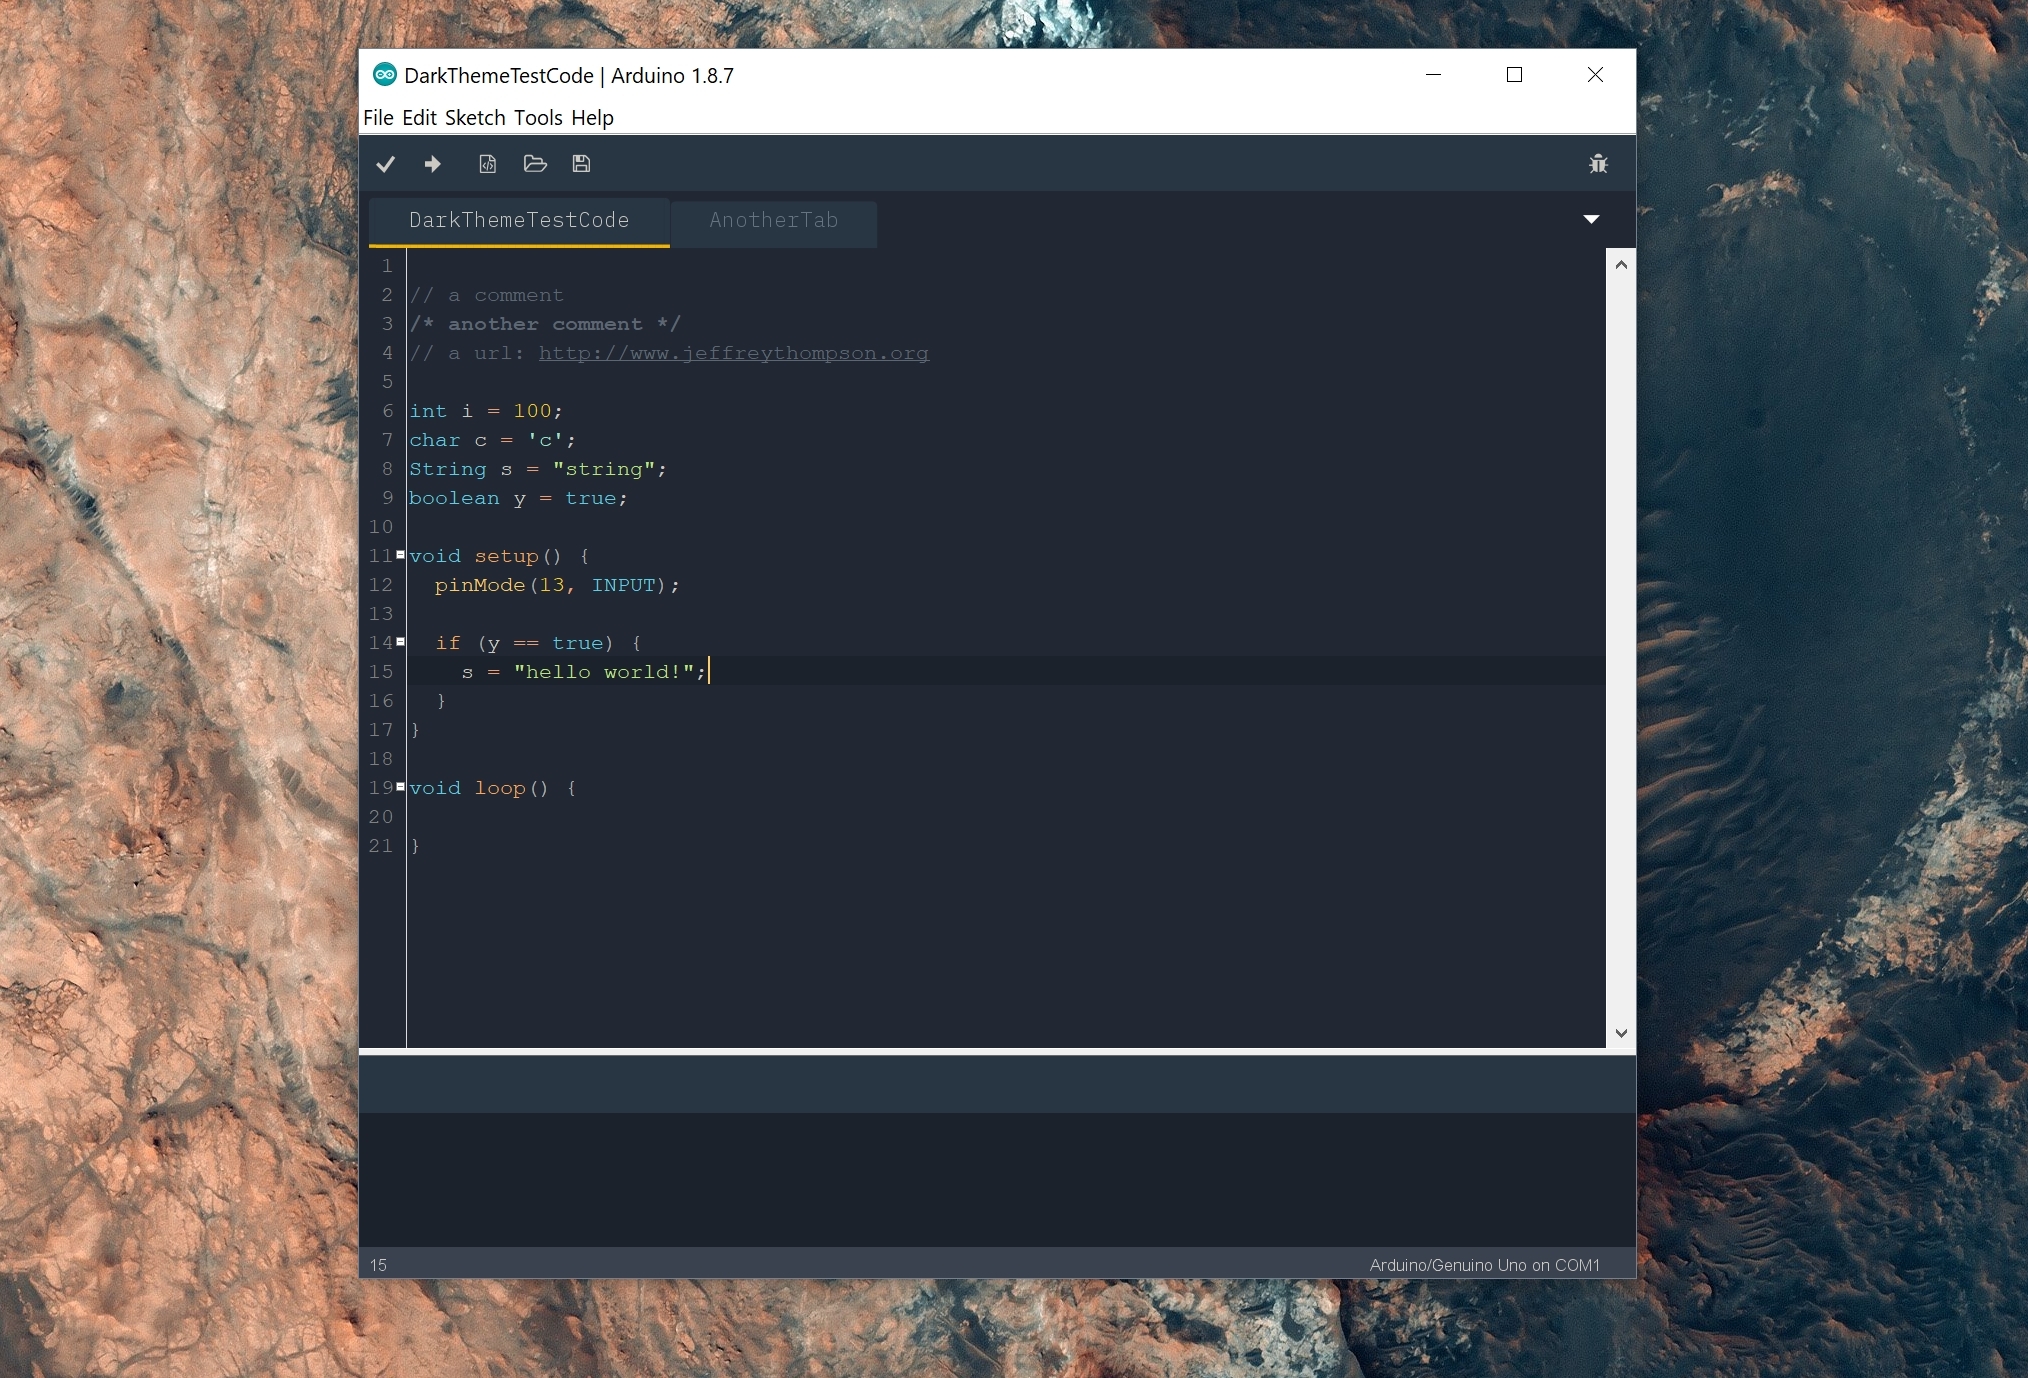 DarkThemeTestCode | Arduino 1.8.7
File Edit Sketch Tools Help
DarkThemeTestCode AnotherTab
1
2 // a comment
3 /* another comment */
4 // a url: http://www.jeffreythompson.org
5
6 int i = 100;
7 char c = 'c';
8 String s = "string";
9 boolean y = true;
10
11 void setup() {
12   pinMode(13, INPUT);
13
14   if (y == true) {
15     s = "hello world!";
16   }
17 }
18
19 void loop() {
20
21 }
15 Arduino/Genuino Uno on COM1